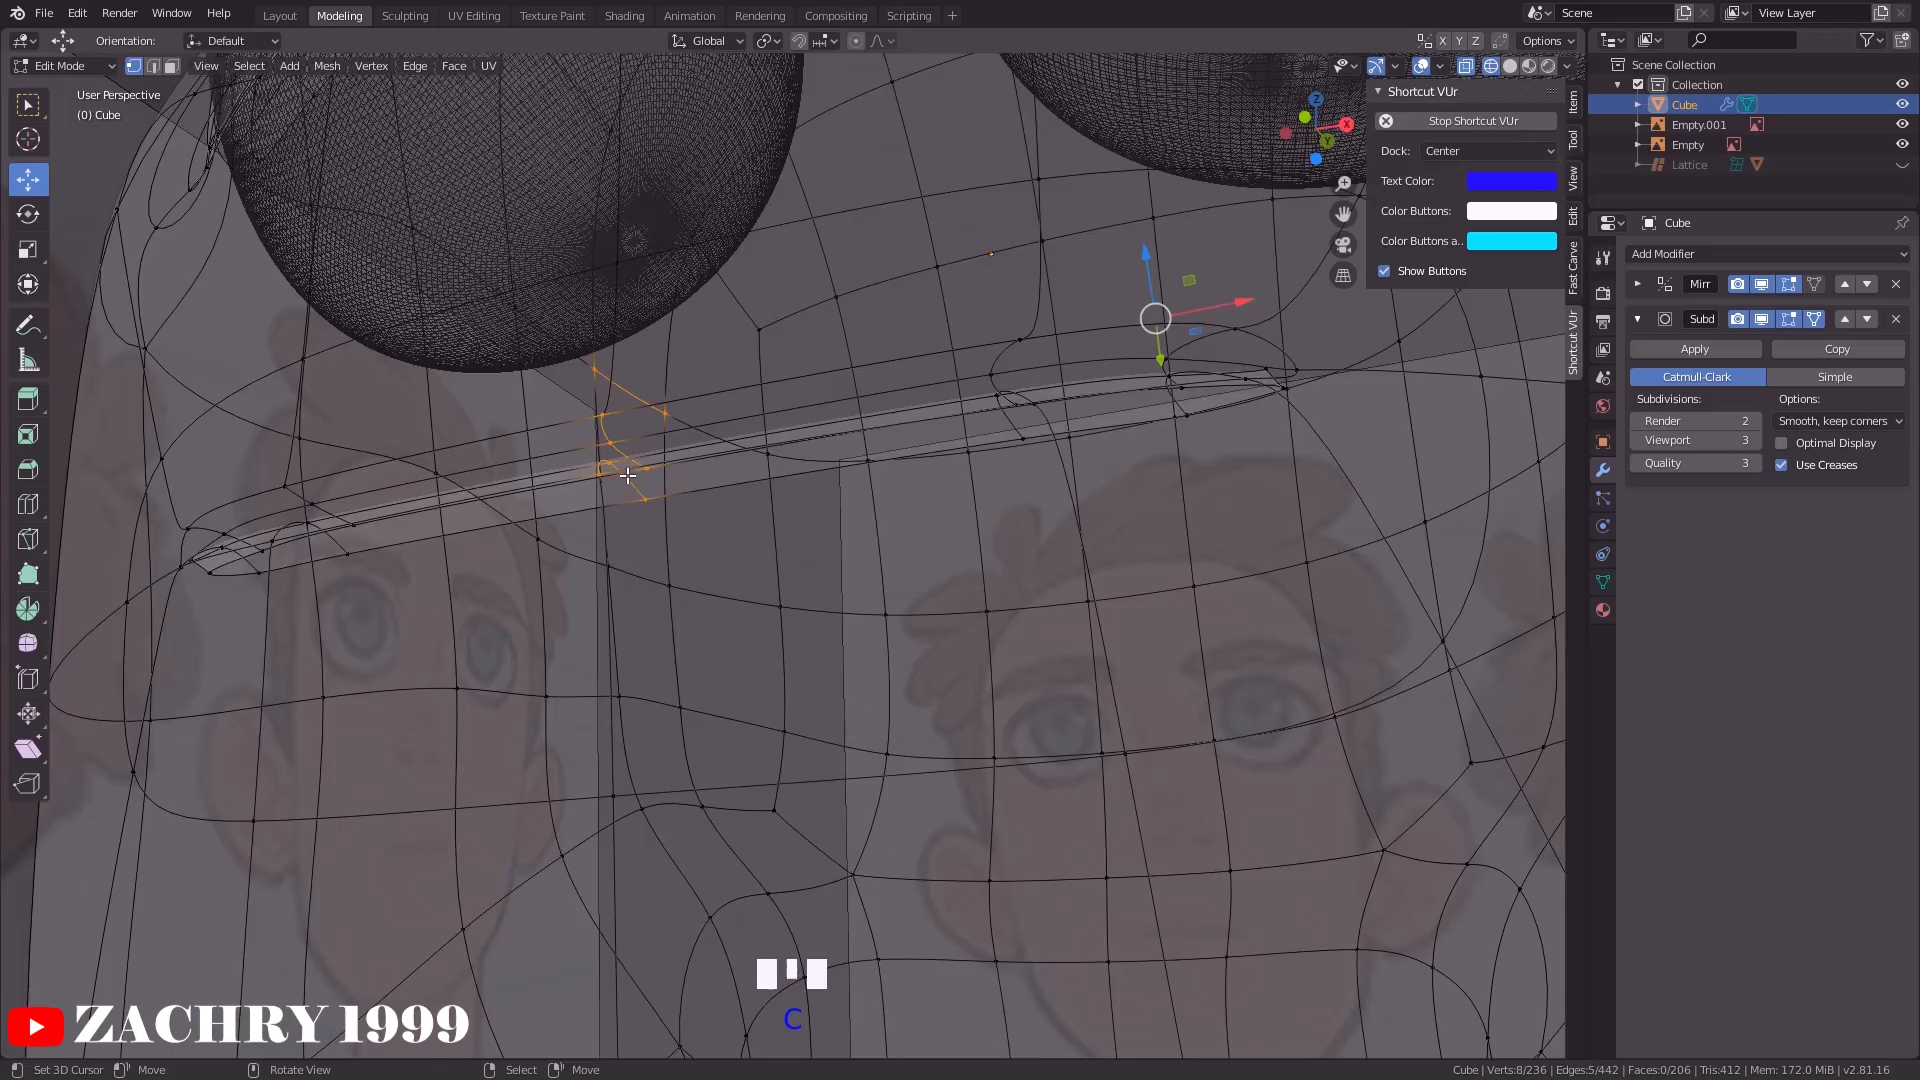 File Edit Render Window Help Layout Modeling Sculpting UV Editing Texture Paint Shading Animation Rendering Compositing Scripting + Scene View Layer
Orientation: Default Global X Y Z Options
Edit Mode View Select Add Mesh Vertex Edge Face UV
User Perspective
(0) Cube
Shortcut VUr
Stop Shortcut VUr
Dock: Center
Text Color:
Color Buttons:
Color Buttons a..
Show Buttons
Item
Tool
View
Edit
Fast Carve
Shortcut VUr
Z
X
Y
Scene Collection
Collection
Cube
Empty.001
Empty
Lattice
Cube
Add Modifier
Mirr
Subd
Apply Copy
Catmull-Clark Simple
Subdivisions: Options:
Render 2 Smooth, keep corners
Viewport 3 Optimal Display
Quality 3 Use Creases
C
ZACHRY 1999
Set 3D Cursor Move Rotate View Select Move Cube | Verts:8/236 | Edges:5/442 | Faces:0/206 | Tris:412 | Mem: 172.0 MiB | v2.81.16